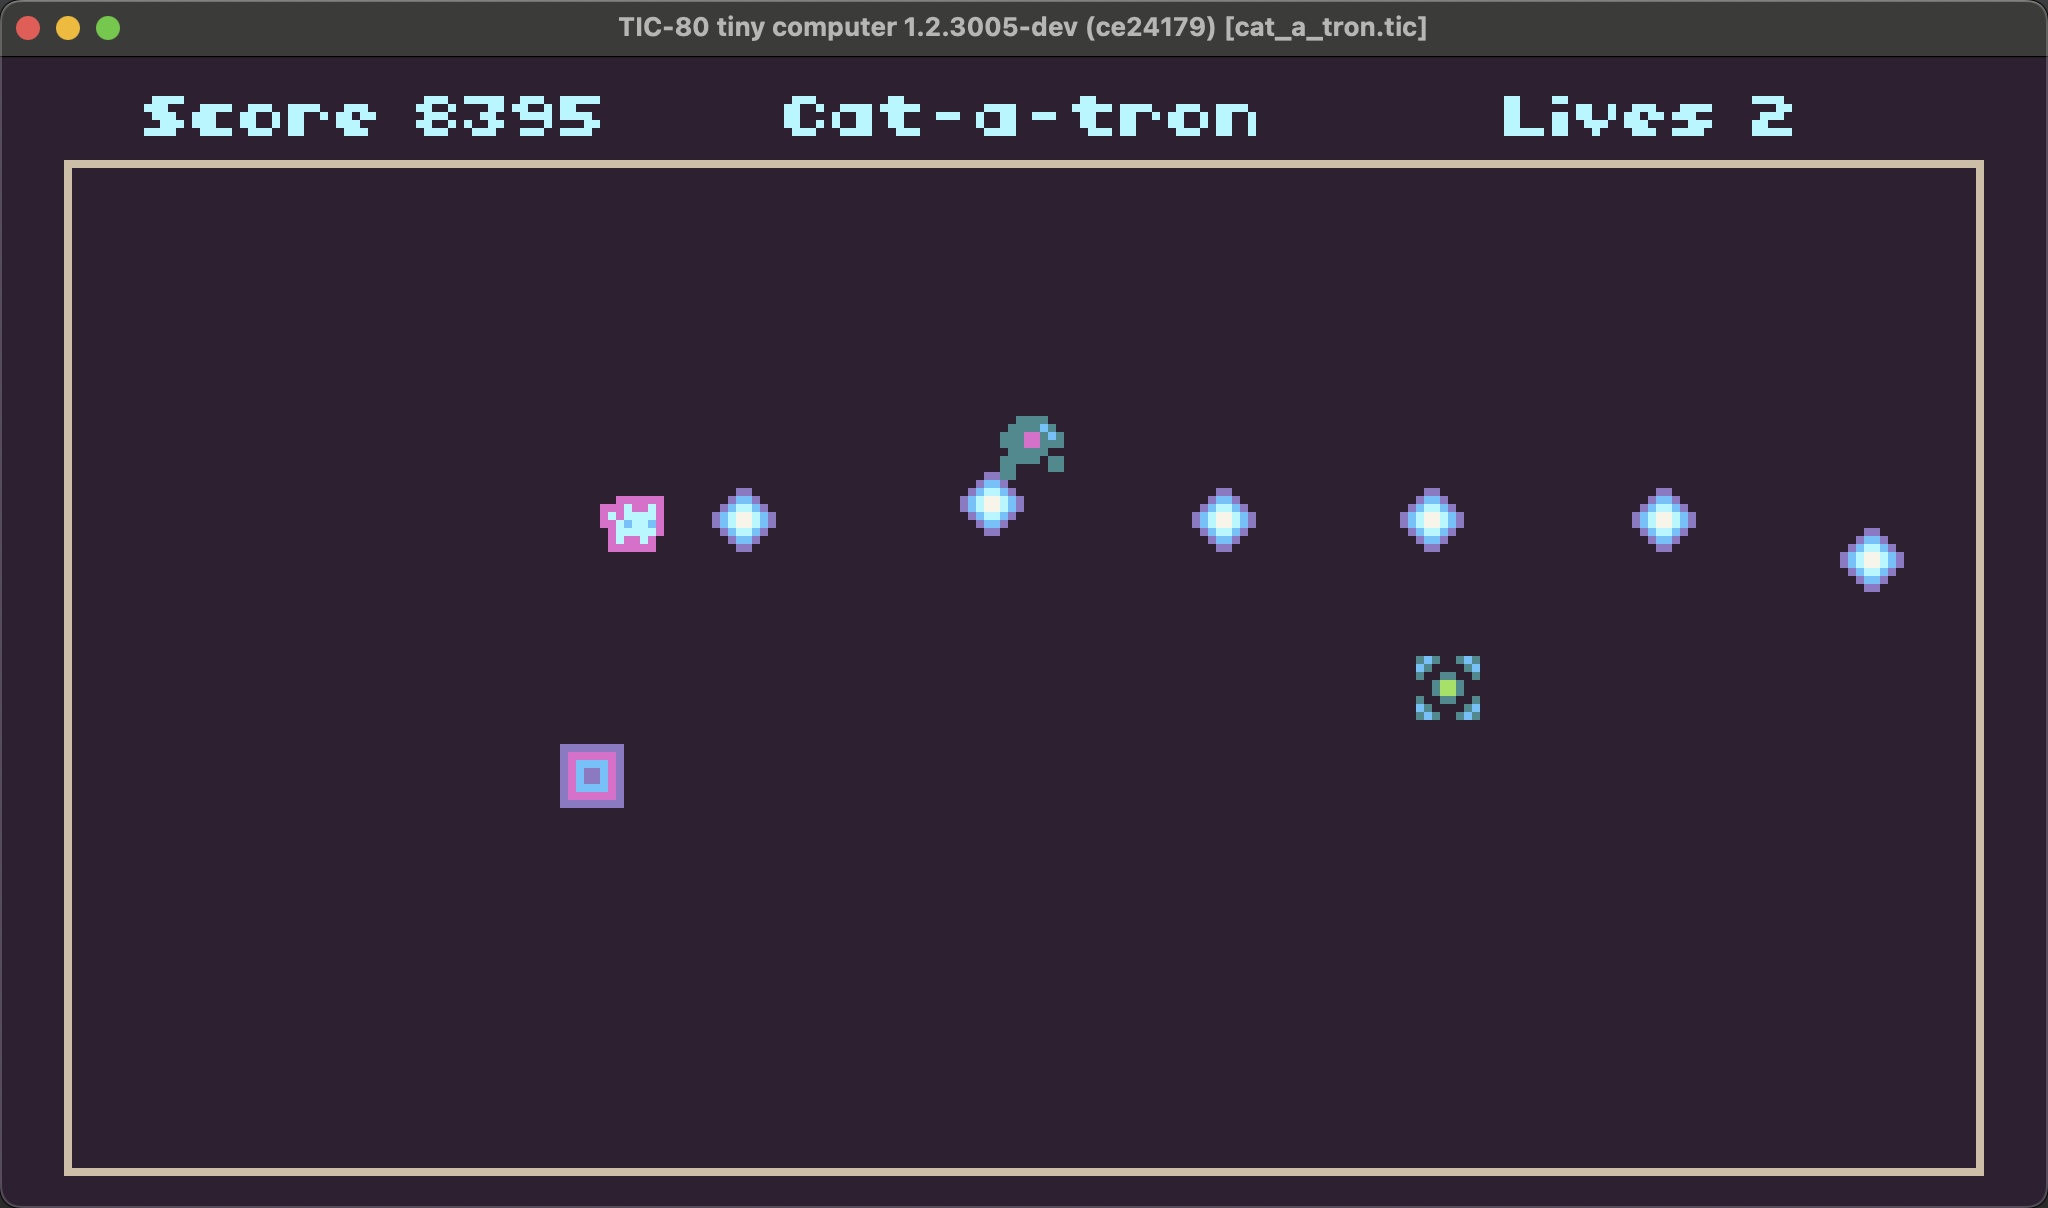 TIC-80 tiny computer 1.2.3005-dev (ce24179) [cat_a_tron.tic]
Score 8395 Cat-a-tron Lives 2